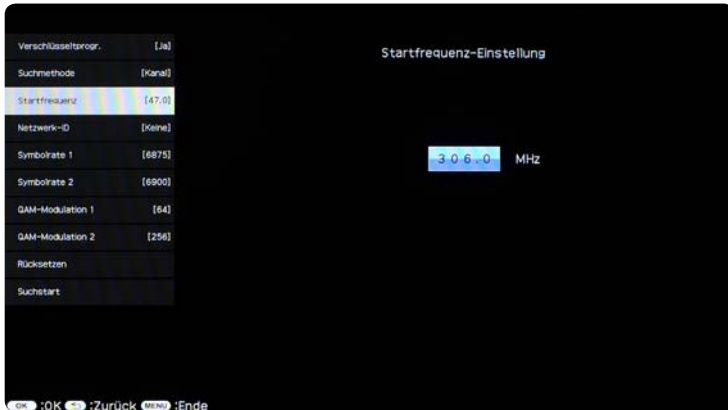 Verschlüsseltprogr. [Ja]
Startfrequenz-Einstellung
Suchmethode [Kanal]
Startfrequenz [47.0]
Netzwerk-ID [Keine]
Symbolrate 1 [6875]
306.0 MHz
Symbolrate 2 [6900]
QAM-Modulation 1 [64]
QAM-Modulation 2 [256]
Rücksetzen
Suchstart
OK :OK :Zurück MENU :Ende